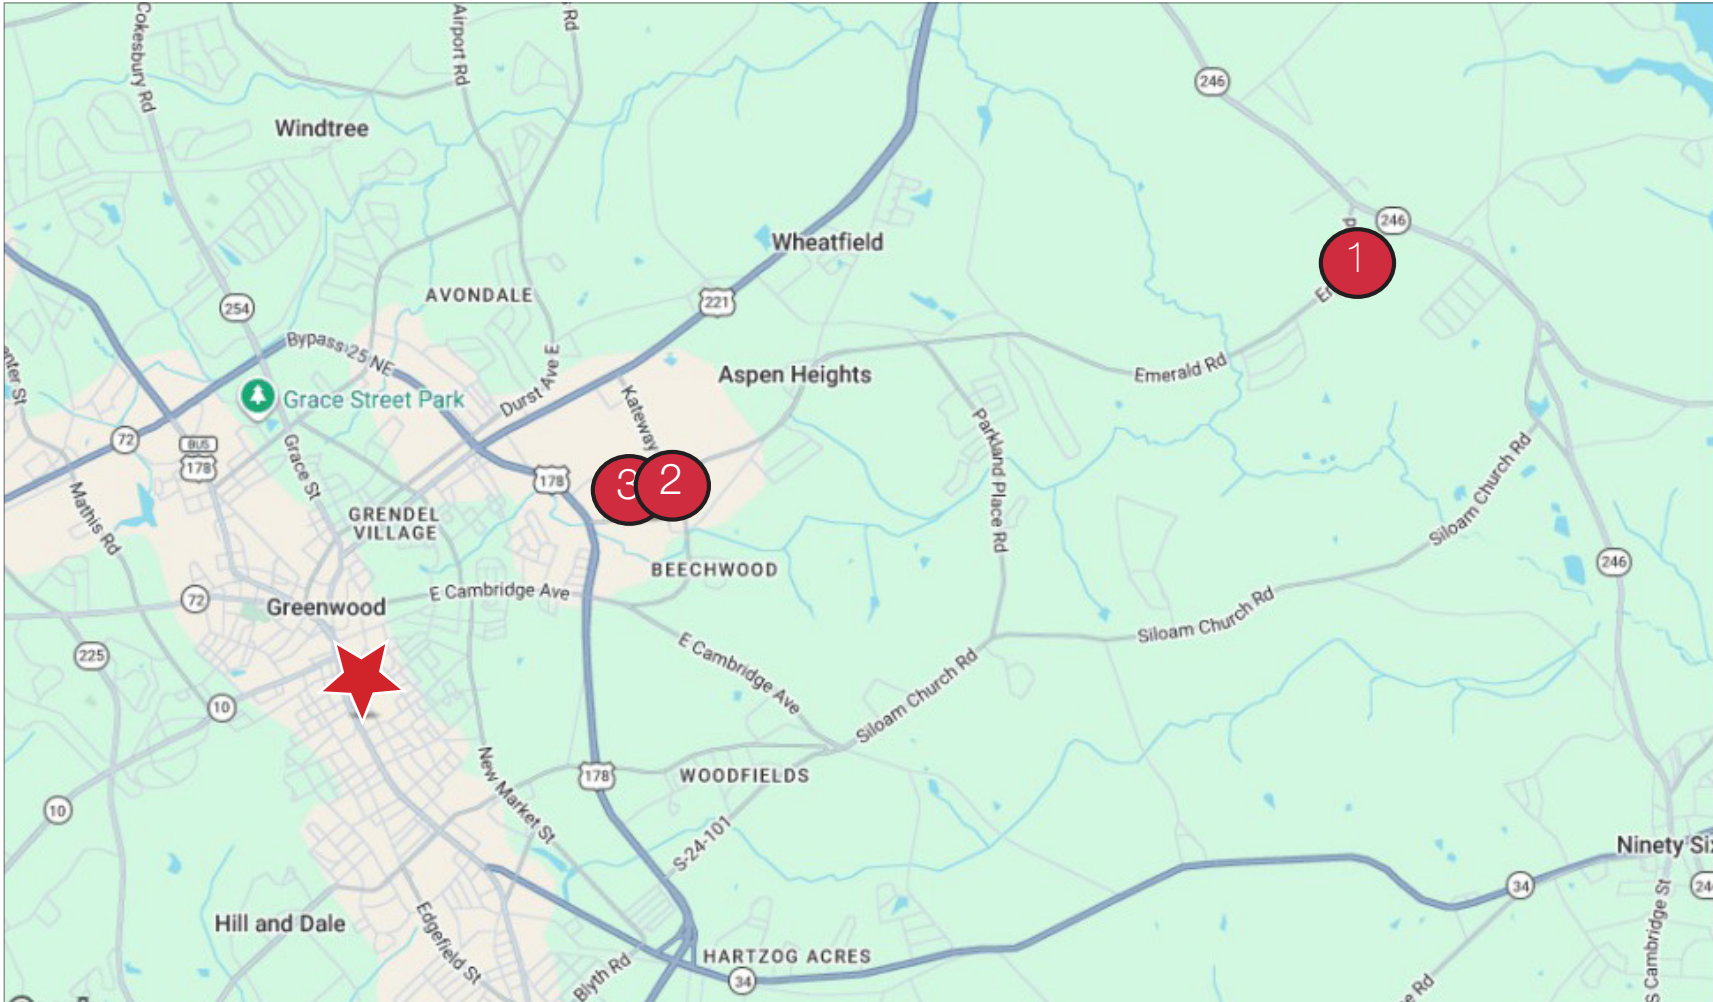 Cokesbury Rd
Airport Rd
Rd
246
Windtree
246
1
Wheatfield
AVONDALE
254
221
Bypass 25 NE
Durst Ave E
Aspen Heights
Emerald Rd
Grace Street Park
Kateway
72
BUS
178
Grace St
Parkland Place Rd
Mathis Rd
178
3
2
GRENDEL
VILLAGE
Siloam Church Rd
BEECHWOOD
246
72
E Cambridge Ave
Greenwood
Siloam Church Rd
225
E Cambridge Ave
Siloam Church Rd
10
New Market St
178
WOODFIELDS
10
S-24-101
Ninety Si
34
24
Hill and Dale
Edgefield St
S Cambridge St
HARTZOG ACRES
Blyth Rd
34
e Rd